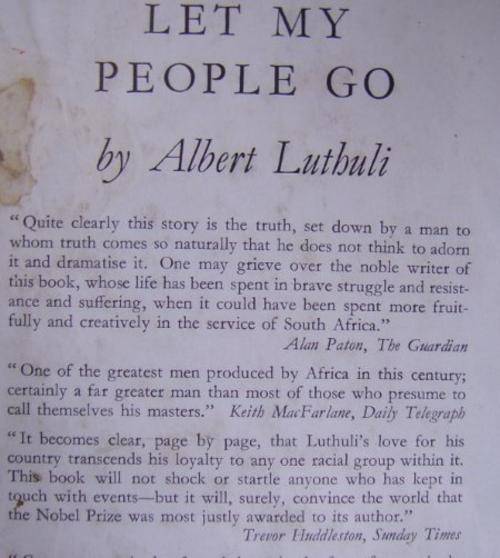 LET MY
PEOPLE GO
by Albert Luthuli
“Quite clearly this story is the truth, set down by a man to
whom truth comes so naturally that he does not think to adorn
it and dramatise it. One may grieve over the noble writer of
this book, whose life has been spent in brave struggle and resist-
ance and suffering, when it could have been spent more fruit-
fully and creatively in the service of South Africa.”
Alan Paton, The Guardian
“One of the greatest men produced by Africa in this century;
certainly a far greater man than most of those who presume to
call themselves his masters.” Keith MacFarlane, Daily Telegraph
“It becomes clear, page by page, that Luthuli’s love for his
country transcends his loyalty to any one racial group within it.
This book will not shock or startle anyone who has kept in
touch with events—but it will, surely, convince the world that
the Nobel Prize was most justly awarded to its author.”
Trevor Huddleston, Sunday Times